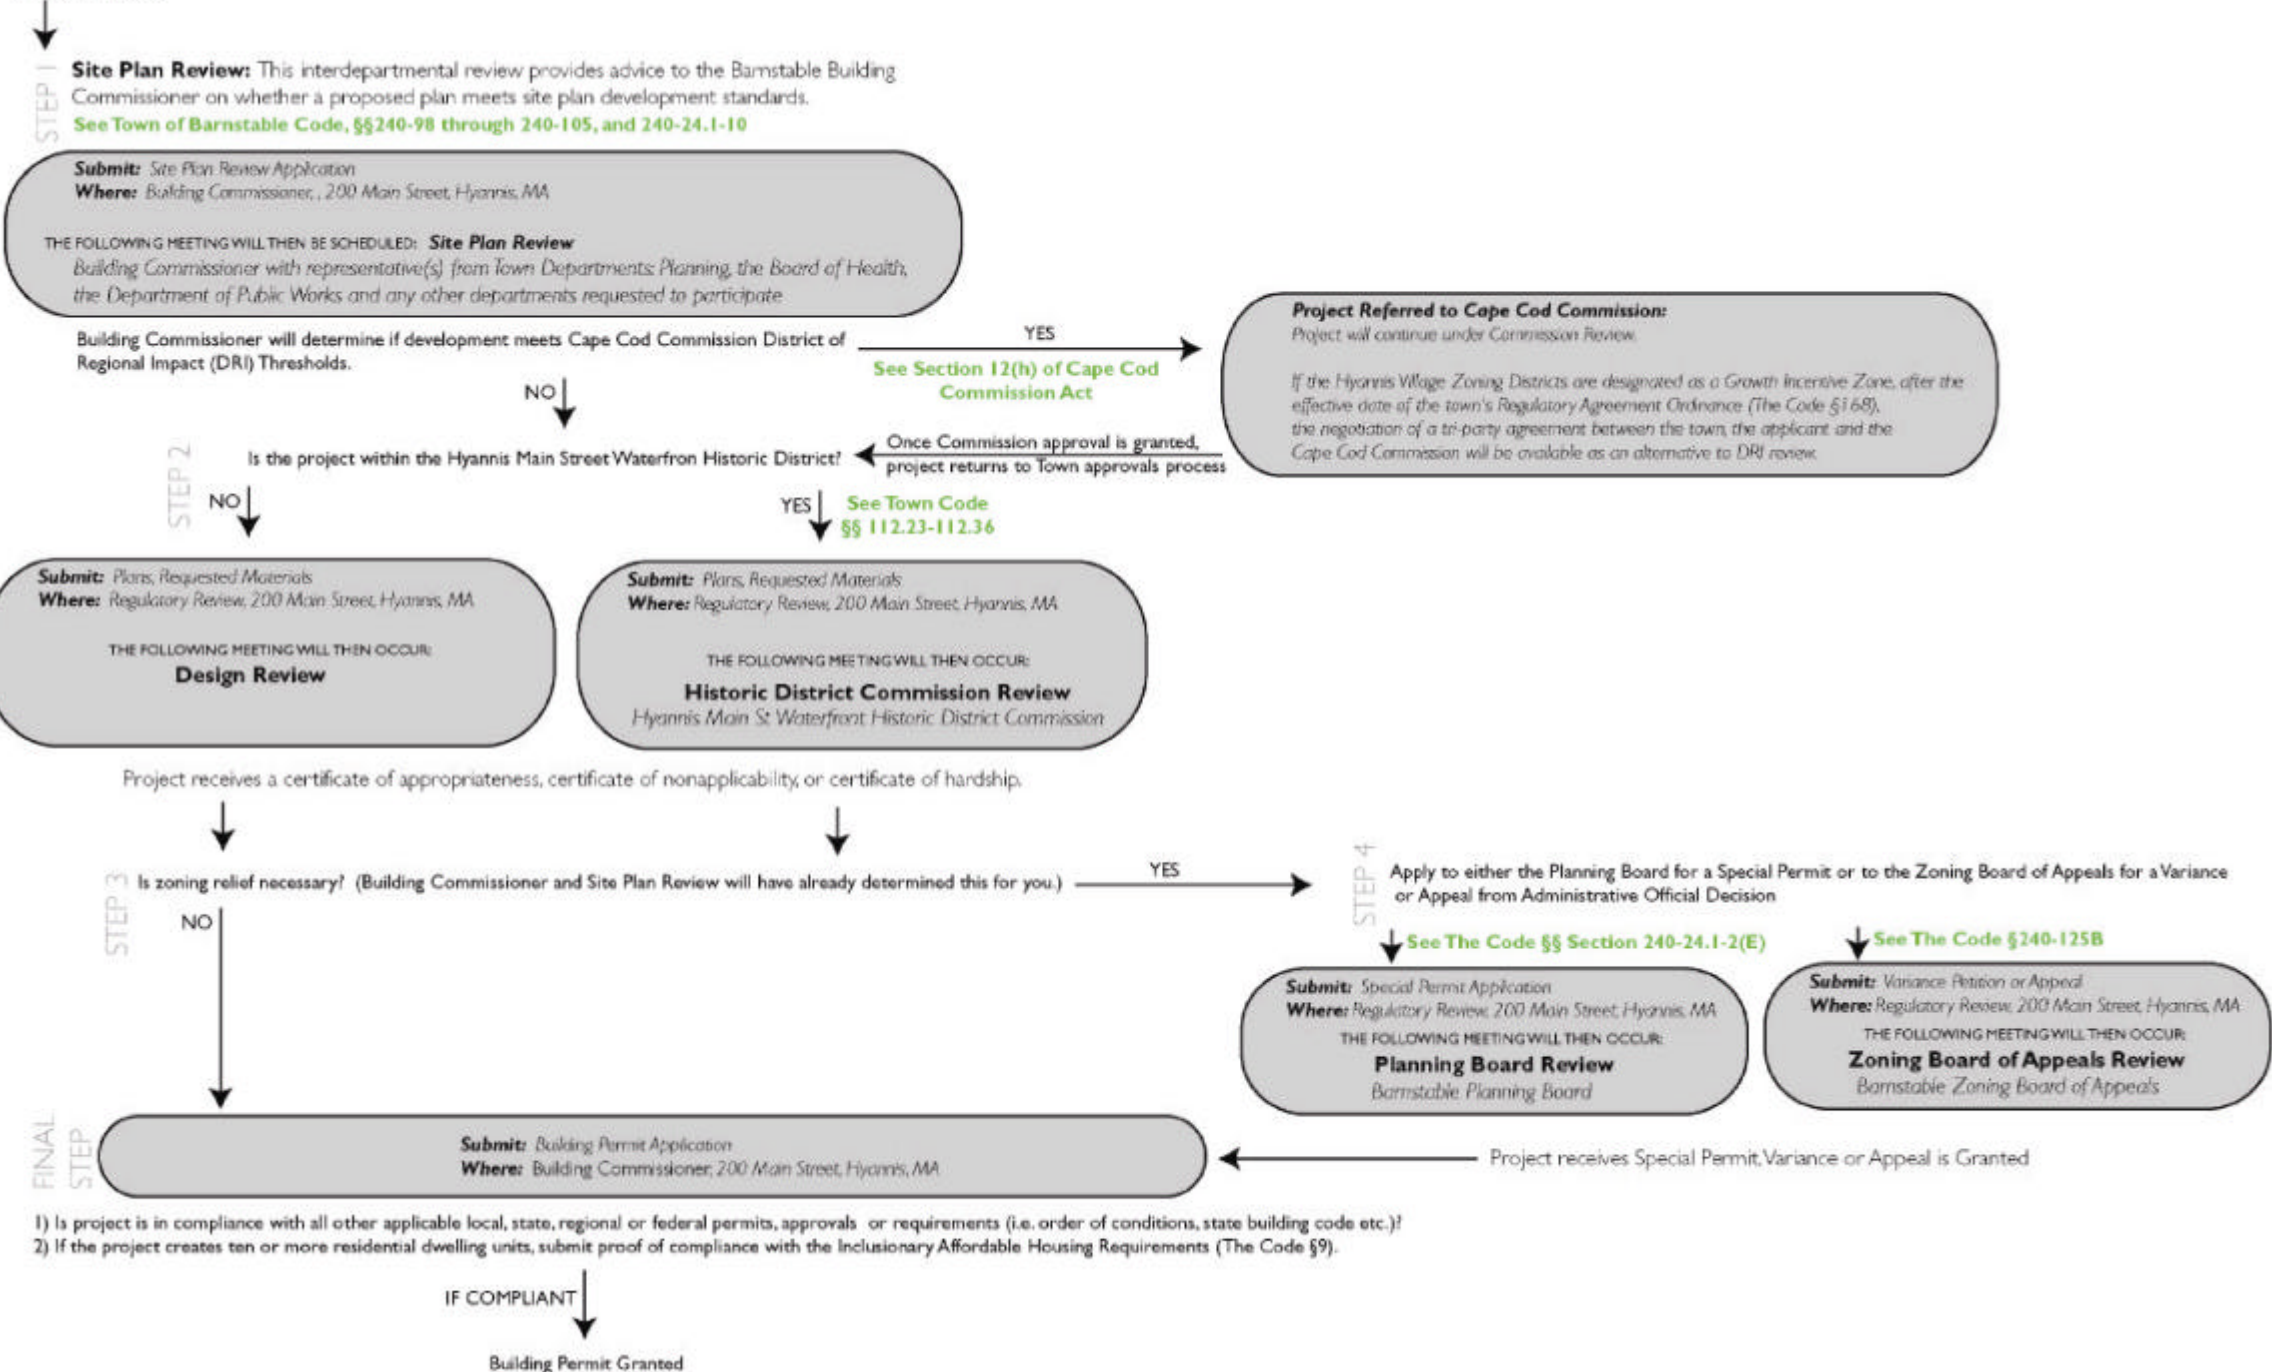 STEP 1
Site Plan Review: This interdepartmental review provides advice to the Barnstable Building
Commissioner on whether a proposed plan meets site plan development standards.
See Town of Barnstable Code, §§240-98 through 240-105, and 240-24.1-10
Submit: Site Plan Review Application
Where: Building Commissioner, , 200 Main Street, Hyannis, MA
THE FOLLOWING MEETING WILL THEN BE SCHEDULED: Site Plan Review
Building Commissioner with representative(s) from Town Departments: Planning, the Board of Health,
the Department of Public Works and any other departments requested to participate
Building Commissioner will determine if development meets Cape Cod Commission District of
Regional Impact (DRI) Thresholds.
YES
See Section 12(h) of Cape Cod
Commission Act
Project Referred to Cape Cod Commission:
Project will continue under Commission Review.
If the Hyannis Village Zoning Districts are designated as a Growth Incentive Zone, after the
effective date of the town's Regulatory Agreement Ordinance (The Code §168),
the negotiation of a tri-party agreement between the town, the applicant and the
Cape Cod Commission will be available as an alternative to DRI review.
NO
STEP 2
Is the project within the Hyannis Main Street Waterfron Historic District?
Once Commission approval is granted,
project returns to Town approvals process
NO
YES
See Town Code
§§ 112.23-112.36
Submit: Plans, Requested Materials
Where: Regulatory Review, 200 Main Street, Hyannis, MA
THE FOLLOWING MEETING WILL THEN OCCUR:
Design Review
Submit: Plans, Requested Materials
Where: Regulatory Review, 200 Main Street, Hyannis, MA
THE FOLLOWING MEETING WILL THEN OCCUR:
Historic District Commission Review
Hyannis Main St Waterfront Historic District Commission
Project receives a certificate of appropriateness, certificate of nonapplicability, or certificate of hardship.
STEP 3
Is zoning relief necessary? (Building Commissioner and Site Plan Review will have already determined this for you.)
YES
NO
STEP 4
Apply to either the Planning Board for a Special Permit or to the Zoning Board of Appeals for a Variance
or Appeal from Administrative Official Decision
See The Code §§ Section 240-24.1-2(E)
See The Code §240-125B
Submit: Special Permit Application
Where: Regulatory Review, 200 Main Street, Hyannis, MA
THE FOLLOWING MEETING WILL THEN OCCUR:
Planning Board Review
Barnstable Planning Board
Submit: Variance Petition or Appeal
Where: Regulatory Review, 200 Main Street, Hyannis, MA
THE FOLLOWING MEETING WILL THEN OCCUR:
Zoning Board of Appeals Review
Barnstable Zoning Board of Appeals
FINAL
STEP
Submit: Building Permit Application
Where: Building Commissioner, 200 Main Street, Hyannis, MA
Project receives Special Permit, Variance or Appeal is Granted
1) Is project is in compliance with all other applicable local, state, regional or federal permits, approvals or requirements (i.e. order of conditions, state building code etc.)?
2) If the project creates ten or more residential dwelling units, submit proof of compliance with the Inclusionary Affordable Housing Requirements (The Code §9).
IF COMPLIANT
Building Permit Granted